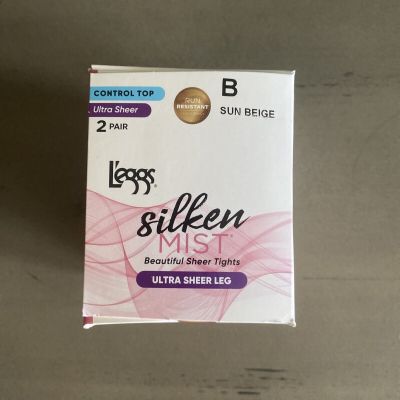 CONTROL TOP
Ultra Sheer
2 PAIR
RUN
RESISTANT
B
SUN BEIGE
L'eggs®
silken
MIST
Beautiful Sheer Tights
ULTRA SHEER LEG